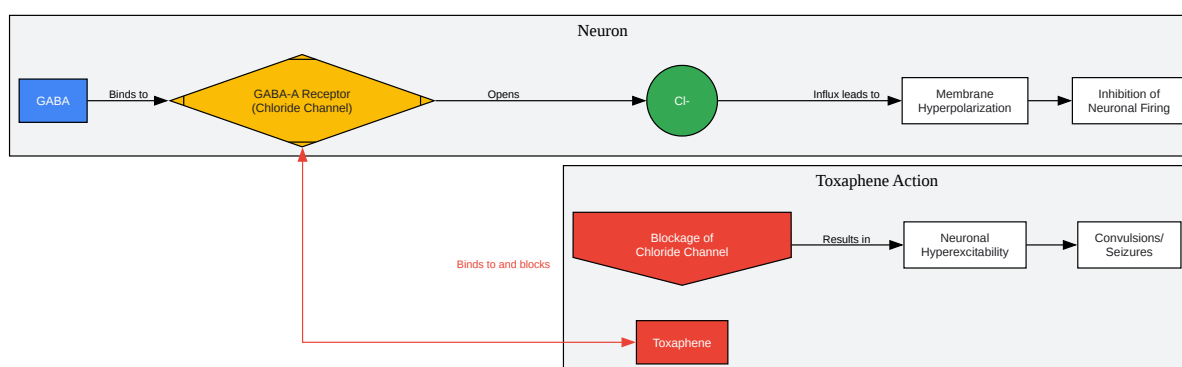 Neuron
GABA
Binds to
GABA-A Receptor
(Chloride Channel)
Opens
Cl-
Influx leads to
Membrane
Hyperpolarization
Inhibition of
Neuronal Firing
Toxaphene Action
Blockage of
Chloride Channel
Results in
Neuronal
Hyperexcitability
Convulsions/
Seizures
Binds to and blocks
Toxaphene